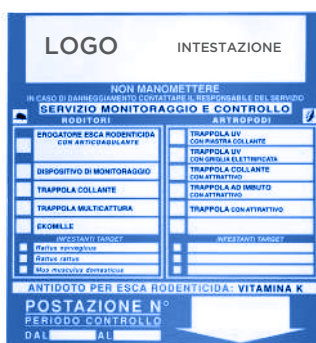 LOGO
INTESTAZIONE
NON MANOMETTERE
IN CASO DI DANNEGGIAMENTO CONTATTARE IL RESPONSABILE DEL SERVIZIO
SERVIZIO MONITORAGGIO E CONTROLLO
RODITORI
EROGATORE ESCA RODENTICIDA
CON ANTICOAGULANTE
DISPOSITIVO DI MONITORAGGIO
TRAPPOLA COLLANTE
TRAPPOLA MULTICATTURA
EKOMILLE
INFESTANTI TARGET
Rattus norvegicus
Rattus rattus
Mus musculus domesticus
ARTROPODI
TRAPPOLA UV
CON PIASTRA COLLANTE
TRAPPOLA UV
CON GRIGLIA ELETTRIFICATA
TRAPPOLA COLLANTE
CON ATTRATTIVO
TRAPPOLA AD IMBUTO
CON ATTRATTIVO
TRAPPOLA CON ATTRATTIVO
INFESTANTI TARGET
ANTIDOTO PER ESCA RODENTICIDA: VITAMINA K
POSTAZIONE N°
PERIODO CONTROLLO
DAL AL